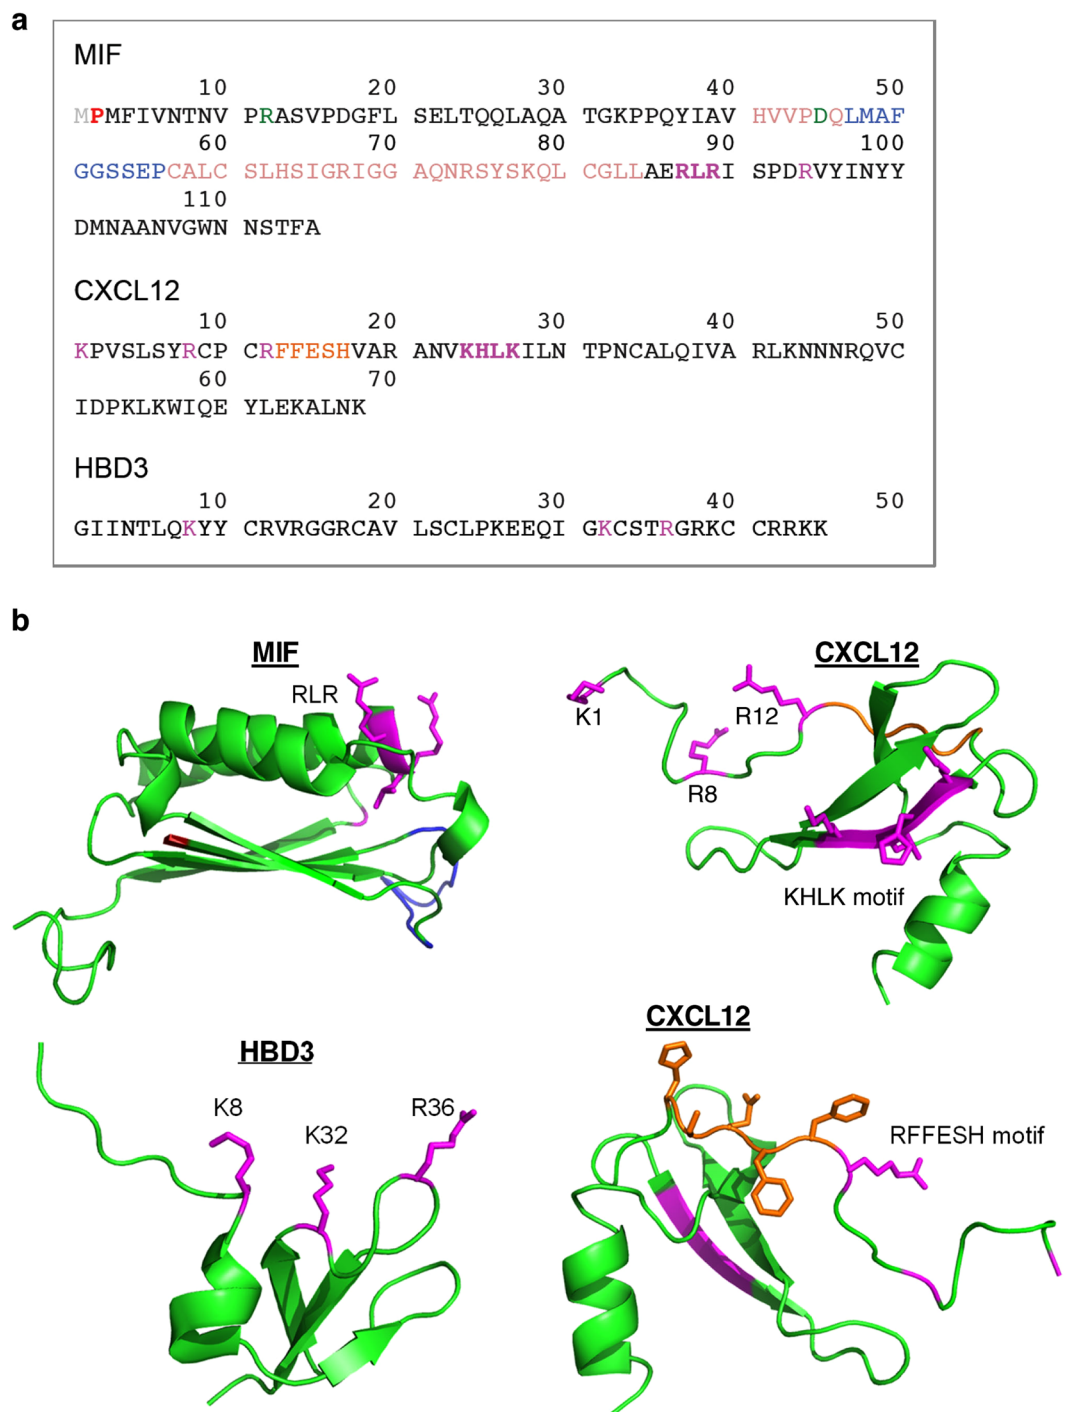 a
MIF
10 20 30 40 50
MPMFIVNTNV PRASVPDGFL SELTQQLAQA TGKPPQYIAV HVVPDQLMAF
60 70 80 90 100
GGSSEPCALC SLHSIGRIGG AQNRSYSKQL CGLLAERLRI SPDRVYINYY
110
DMNAANVGWN NSTFA
CXCL12
10 20 30 40 50
KPVSLSYRCP CRFFESHVAR ANVKHLKILN TPNCALQIVA RLKNNNRQVC
60 70
IDPKLKWIQE YLEKALNK
HBD3
10 20 30 40 50
GIINTLQKYY CRVRGGRCAV LSCLPKEEQI GKCSTRGRKC CRRKK
b
MIF
RLR
CXCL12
K1
R12
R8
KHLK motif
HBD3
K8
K32
R36
CXCL12
RFFESH motif